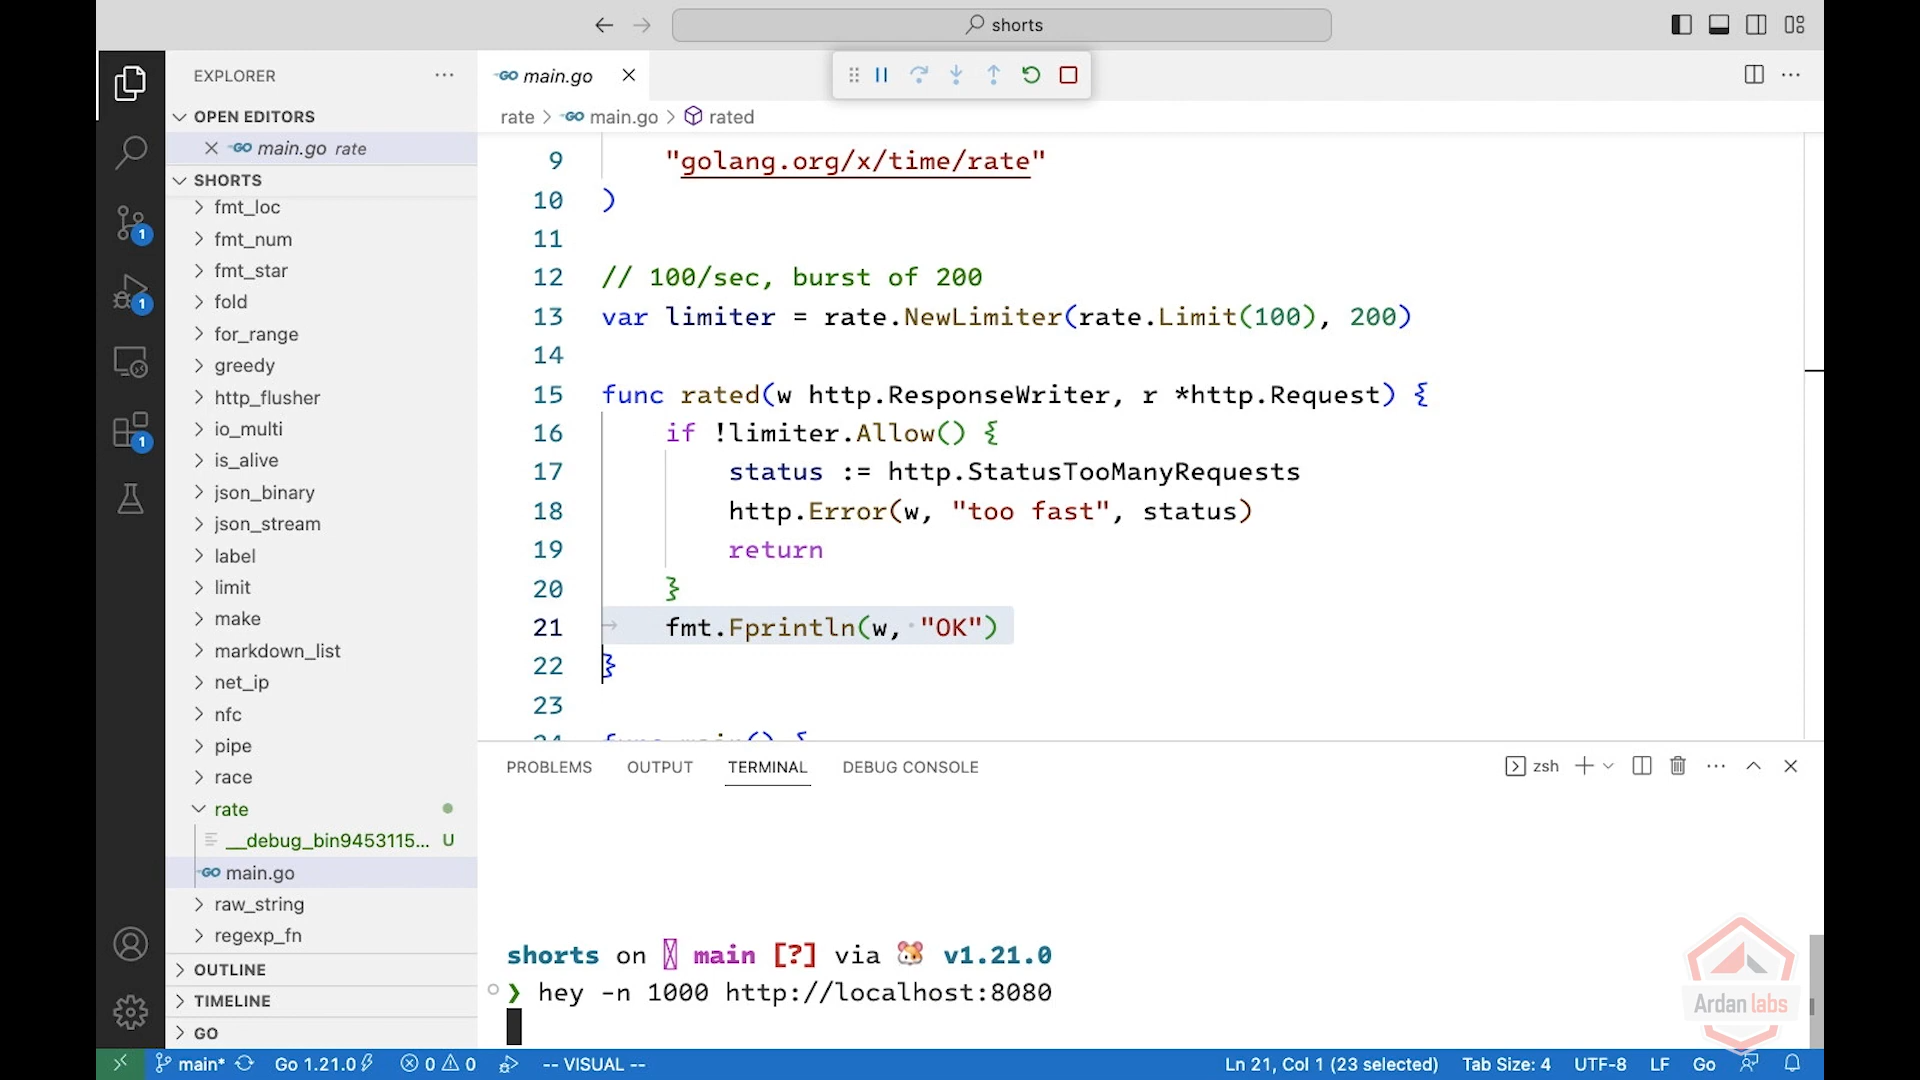 shorts
EXPLORER
OPEN EDITORS
main.go rate
SHORTS
fmt_loc
fmt_num
fmt_star
fold
for_range
greedy
http_flusher
io_multi
is_alive
json_binary
json_stream
label
limit
make
markdown_list
net_ip
nfc
pipe
race
rate
__debug_bin9453115... U
main.go
raw_string
regexp_fn
OUTLINE
TIMELINE
GO
1
1
1
main.go
rate > main.go > rated
9 "golang.org/x/time/rate"
10 )
11
12 // 100/sec, burst of 200
13 var limiter = rate.NewLimiter(rate.Limit(100), 200)
14
15 func rated(w http.ResponseWriter, r *http.Request) {
16 if !limiter.Allow() {
17 status := http.StatusTooManyRequests
18 http.Error(w, "too fast", status)
19 return
20 }
21 fmt.Fprintln(w, "OK")
22 }
23
24 func main() {
PROBLEMS OUTPUT TERMINAL DEBUG CONSOLE
zsh
shorts on main [?] via 🐹 v1.21.0
❯ hey -n 1000 http://localhost:8080
Ardan labs
main* Go 1.21.0 0 0 -- VISUAL -- Ln 21, Col 1 (23 selected) Tab Size: 4 UTF-8 LF Go